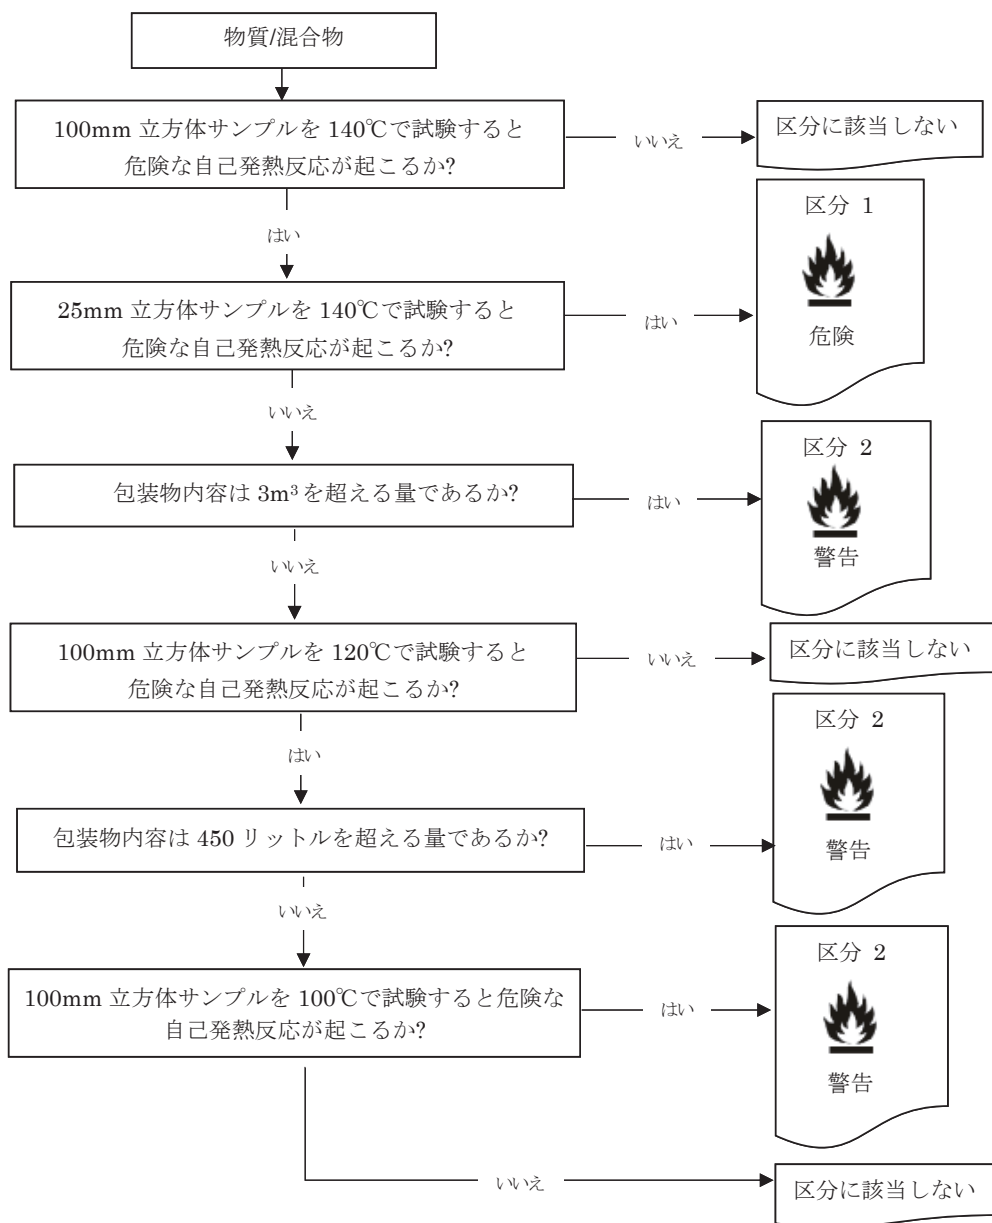 物質/混合物
100mm 立方体サンプルを 140℃で試験すると
危険な自己発熱反応が起こるか?
いいえ
区分に該当しない
はい
25mm 立方体サンプルを 140℃で試験すると
危険な自己発熱反応が起こるか?
はい
区分 1
危険
いいえ
包装物内容は 3m³を超える量であるか?
はい
区分 2
警告
いいえ
100mm 立方体サンプルを 120℃で試験すると
危険な自己発熱反応が起こるか?
いいえ
区分に該当しない
はい
包装物内容は 450 リットルを超える量であるか?
はい
区分 2
警告
いいえ
100mm 立方体サンプルを 100℃で試験すると危険な
自己発熱反応が起こるか?
はい
区分 2
警告
いいえ
区分に該当しない